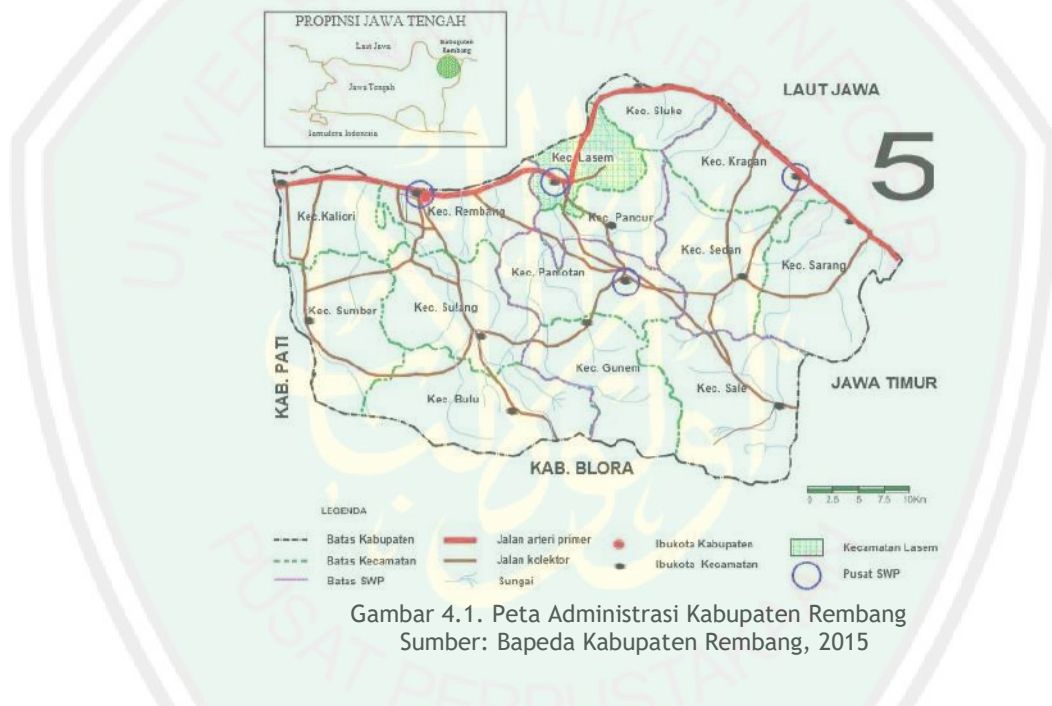 PROPINSI JAWA TENGAH
Laut Jawa
Kabupaten
Rembang
Jawa Tengah
Samudera Indonesia
LAUT JAWA
5
Kec. Sluke
Kec. Lasem
Kec. Kragan
Kec.Kaliori
Kec. Rembang
Kec. Pancur
Kec. Sedan
Kec. Sarang
Kec. Pamotan
Kec. Sumber
Kec. Sulang
KAB. PATI
Kec. Gunem
Kec. Sale
JAWA TIMUR
Kec. Bulu
KAB. BLORA
0 2.5 5 7.5 10Km
LEGENDA
Batas Kabupaten
Jalan arteri primer
Ibukota Kabupaten
Kecamatan Lasem
Batas Kecamatan
Jalan kolektor
Ibukota Kecamatan
Batas SWP
Sungai
Pusat SWP
Gambar 4.1. Peta Administrasi Kabupaten Rembang
Sumber: Bapeda Kabupaten Rembang, 2015